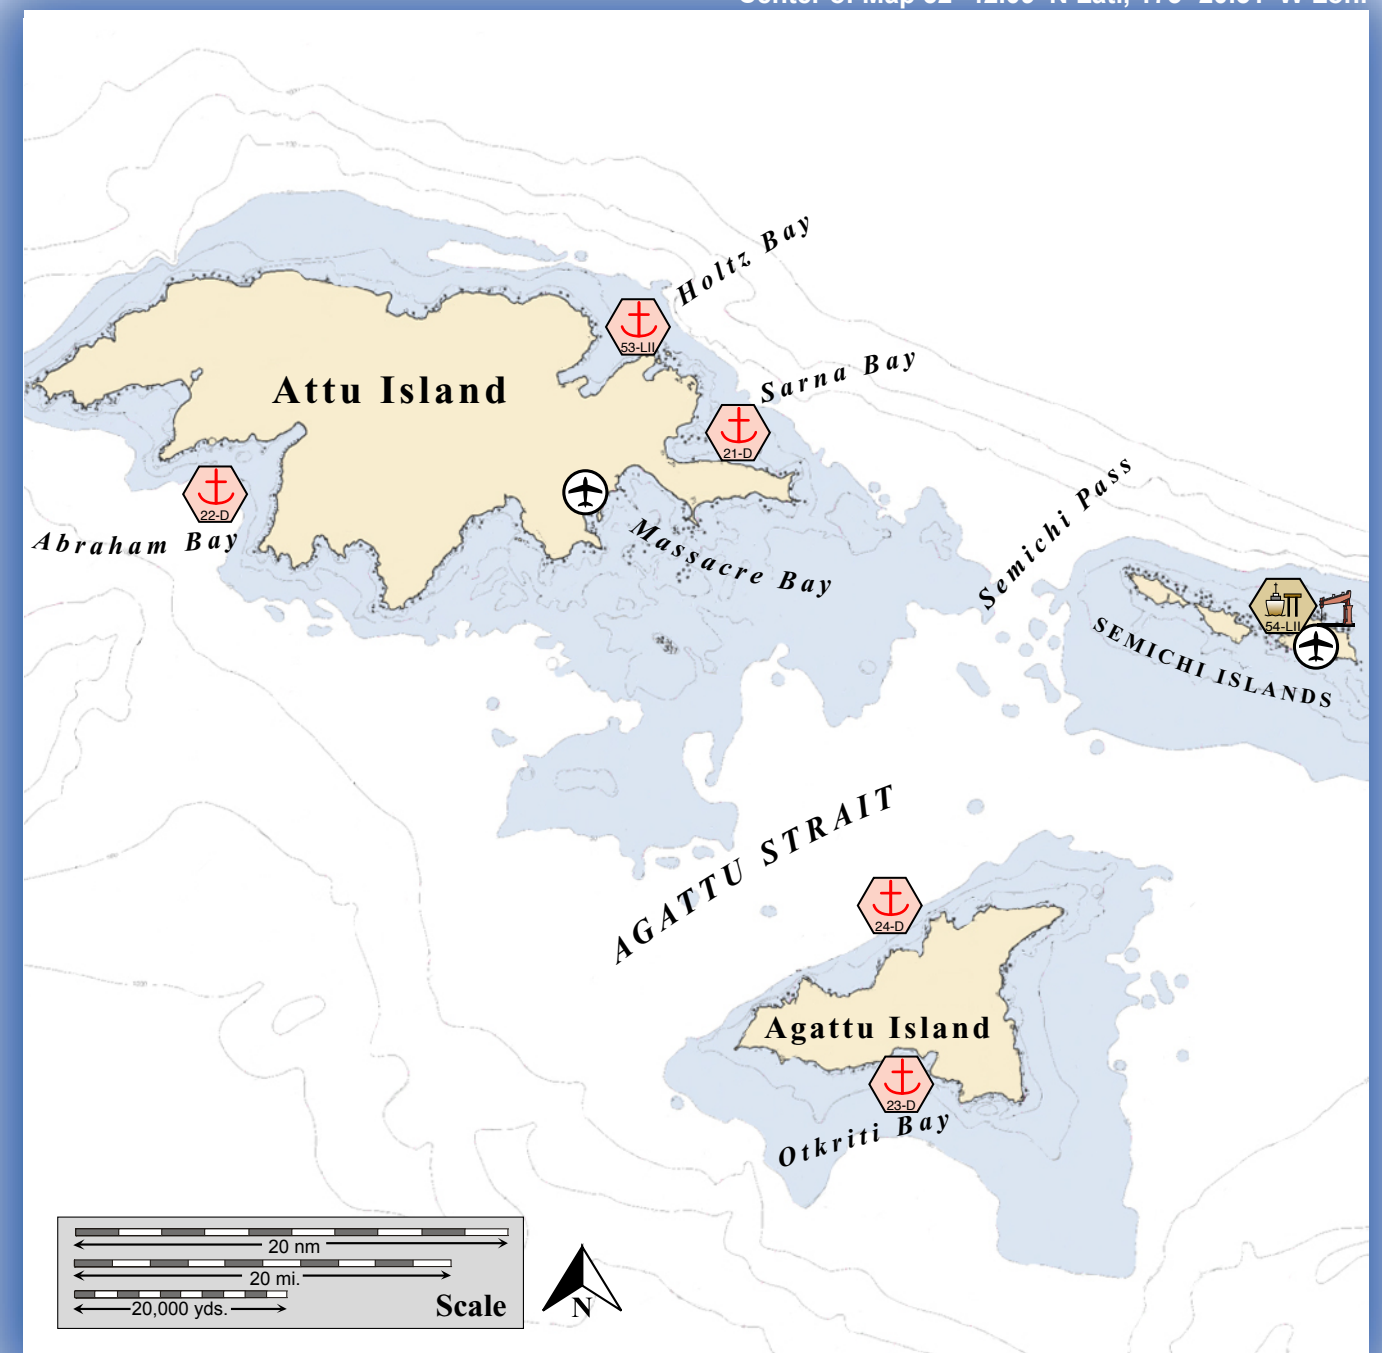 Holtz Bay
53-LII
Attu Island
Sarna Bay
21-D
22-D
Abraham Bay
Massacre Bay
Semichi Pass
54-LII
SEMICHI ISLANDS
AGATTU STRAIT
24-D
Agattu Island
23-D
Otkriti Bay
20 nm
20 mi.
20,000 yds.
Scale
N